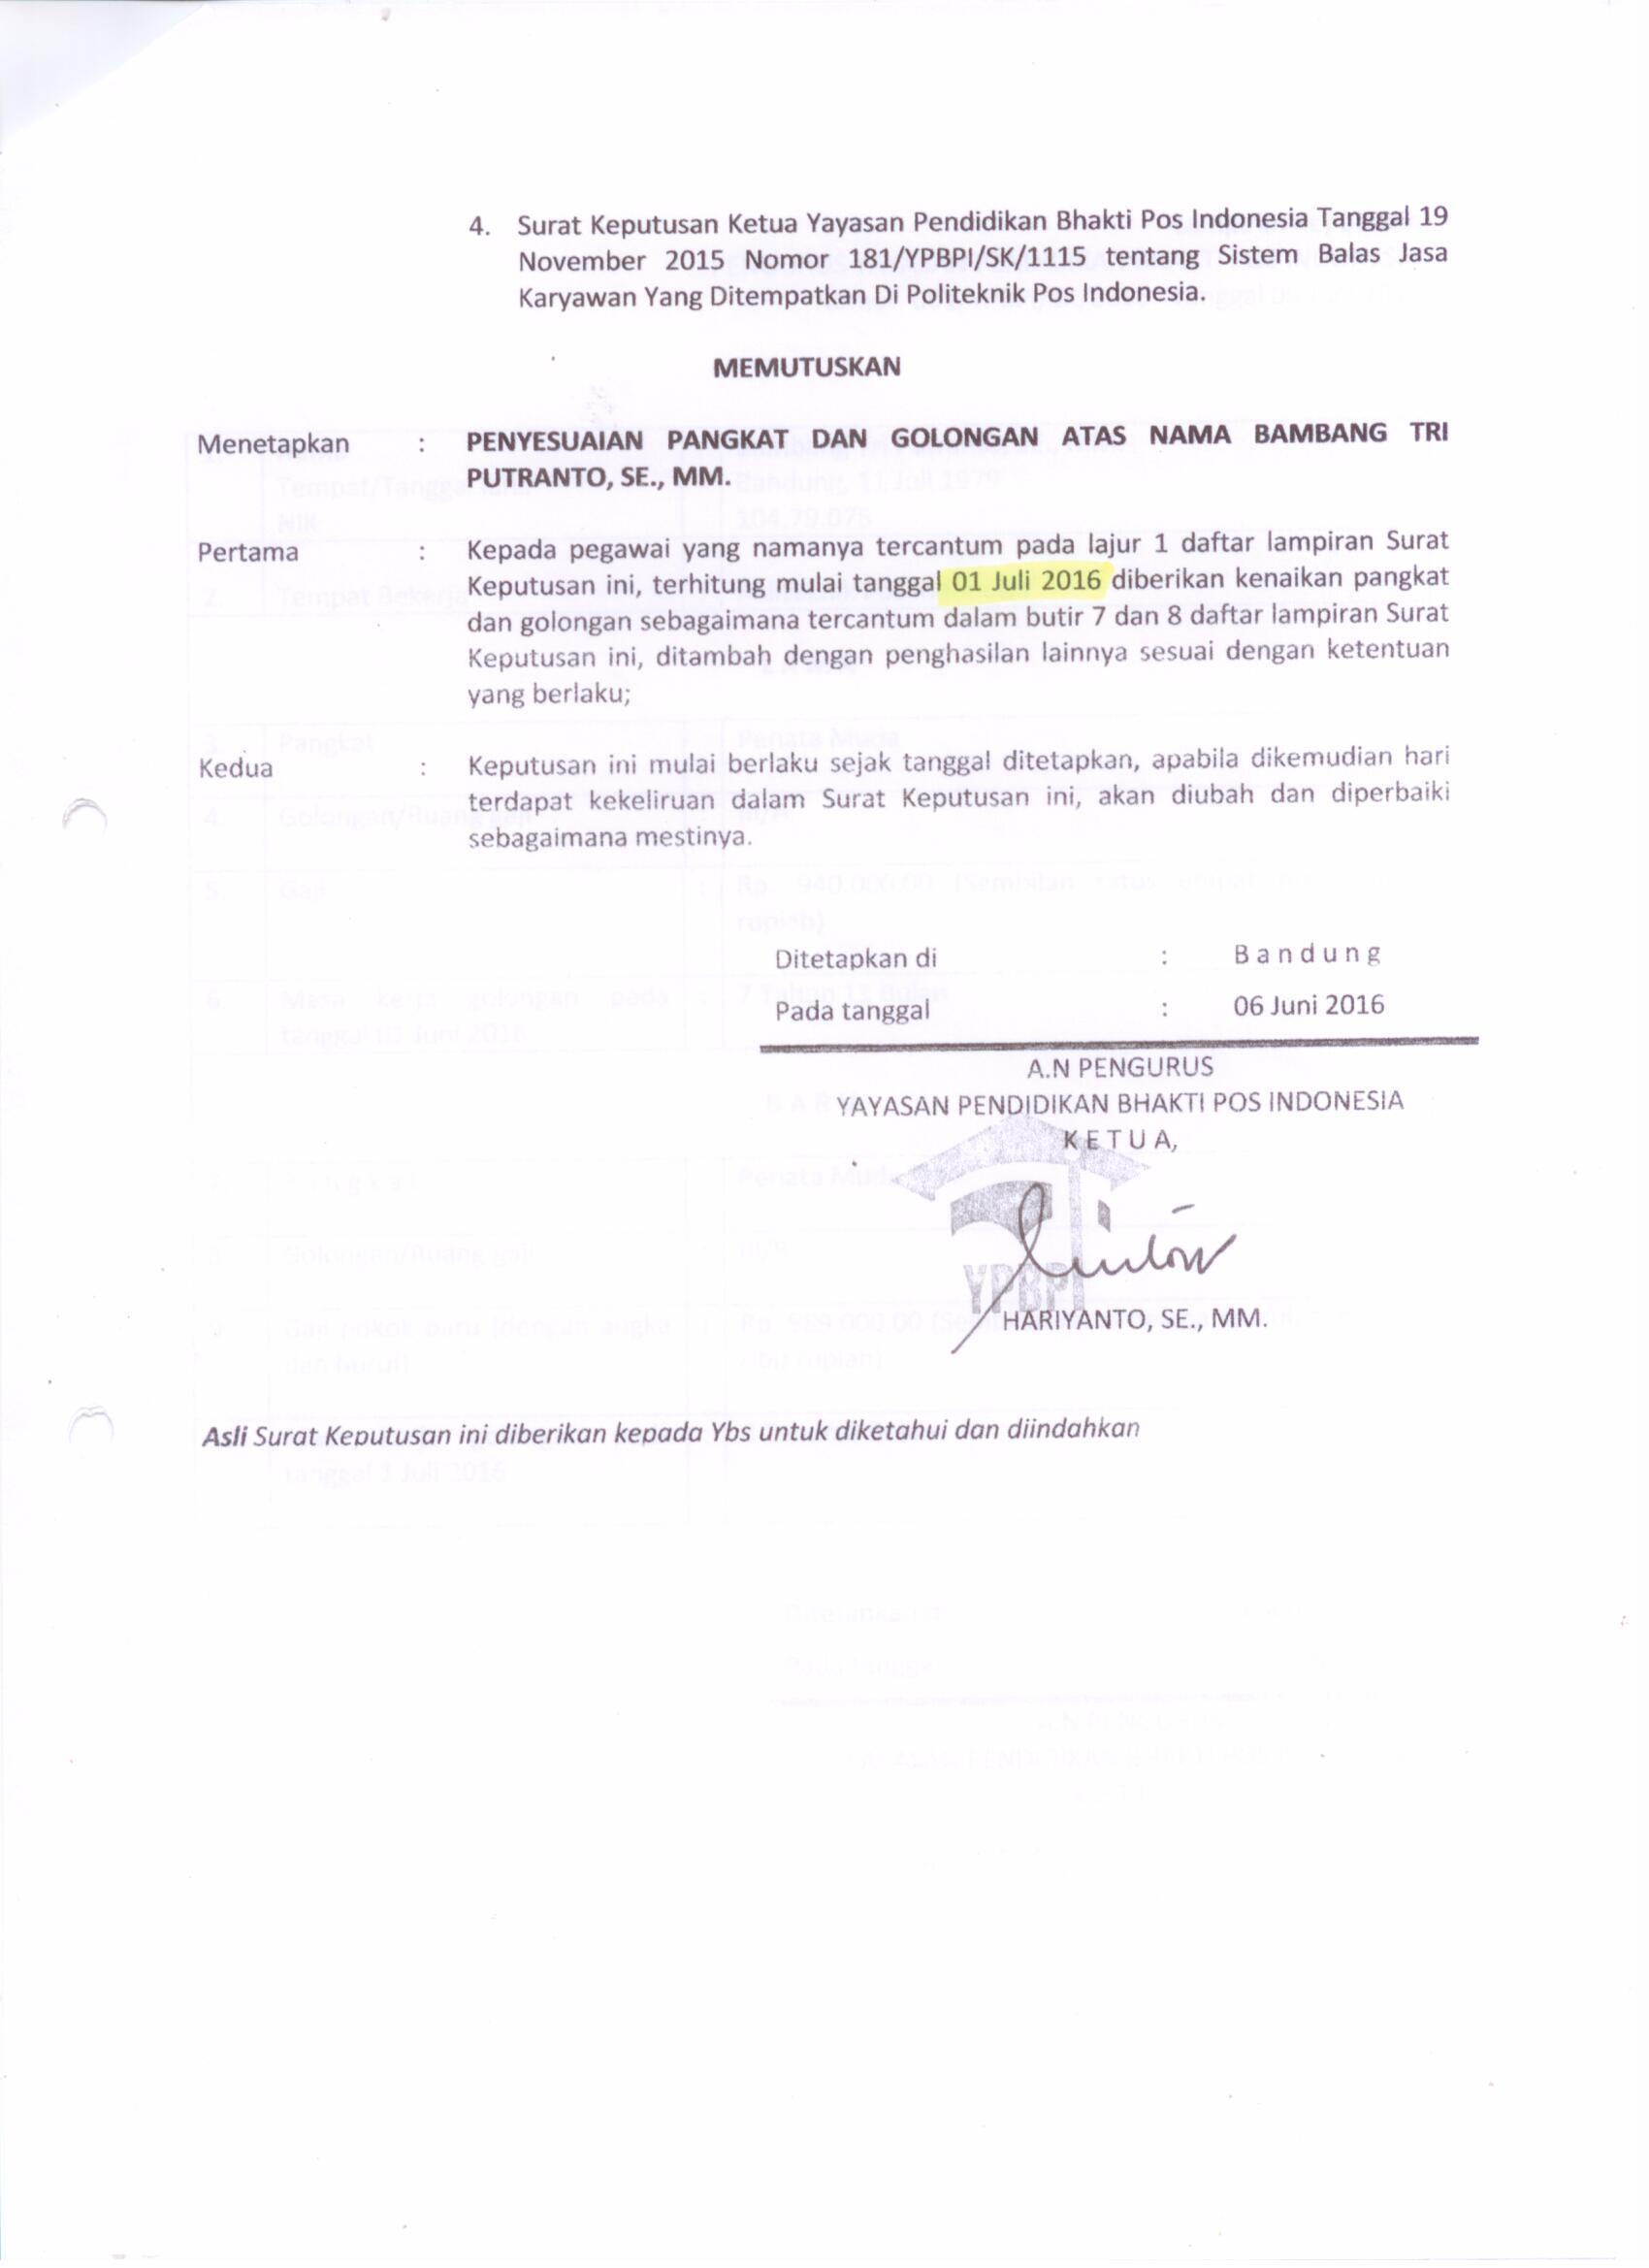 4. Surat Keputusan Ketua Yayasan Pendidikan Bhakti Pos Indonesia Tanggal 19
November 2015 Nomor 181/YPBPI/SK/1115 tentang Sistem Balas Jasa
Karyawan Yang Ditempatkan Di Politeknik Pos Indonesia.
MEMUTUSKAN
Menetapkan : PENYESUAIAN PANGKAT DAN GOLONGAN ATAS NAMA BAMBANG TRI
PUTRANTO, SE., MM.
Pertama : Kepada pegawai yang namanya tercantum pada lajur 1 daftar lampiran Surat
Keputusan ini, terhitung mulai tanggal 01 Juli 2016 diberikan kenaikan pangkat
dan golongan sebagaimana tercantum dalam butir 7 dan 8 daftar lampiran Surat
Keputusan ini, ditambah dengan penghasilan lainnya sesuai dengan ketentuan
yang berlaku;
Kedua : Keputusan ini mulai berlaku sejak tanggal ditetapkan, apabila dikemudian hari
terdapat kekeliruan dalam Surat Keputusan ini, akan diubah dan diperbaiki
sebagaimana mestinya.
Ditetapkan di : B a n d u n g
Pada tanggal : 06 Juni 2016
A.N PENGURUS
YAYASAN PENDIDIKAN BHAKTI POS INDONESIA
K E T U A,
YPBPI
HARIYANTO, SE., MM.
Asli Surat Keputusan ini diberikan kepada Ybs untuk diketahui dan diindahkan